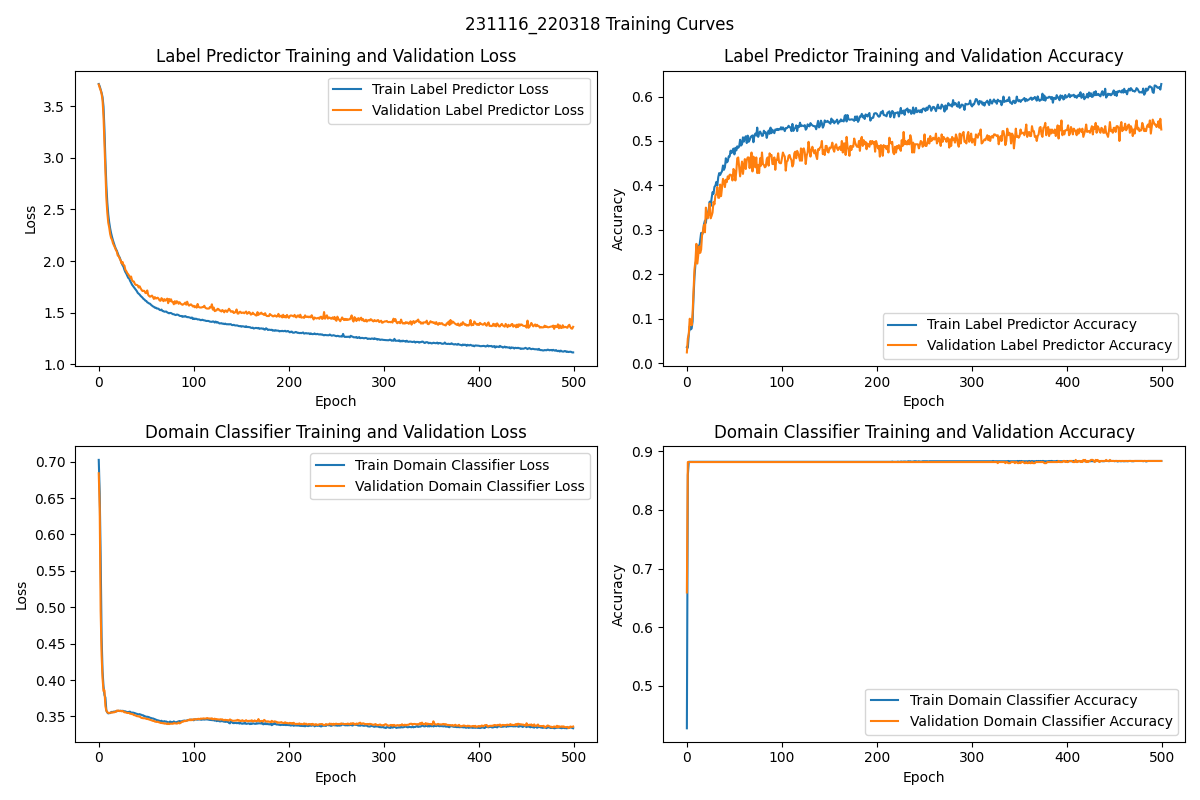 231116_220318 Training Curves
Label Predictor Training and Validation Loss
Train Label Predictor Loss
Validation Label Predictor Loss
Loss
3.5
3.0
2.5
2.0
1.5
1.0
0
100
200
300
400
500
Epoch
Label Predictor Training and Validation Accuracy
Train Label Predictor Accuracy
Validation Label Predictor Accuracy
Accuracy
0.6
0.5
0.4
0.3
0.2
0.1
0.0
0
100
200
300
400
500
Epoch
Domain Classifier Training and Validation Loss
Train Domain Classifier Loss
Validation Domain Classifier Loss
Loss
0.70
0.65
0.60
0.55
0.50
0.45
0.40
0.35
0
100
200
300
400
500
Epoch
Domain Classifier Training and Validation Accuracy
Train Domain Classifier Accuracy
Validation Domain Classifier Accuracy
Accuracy
0.9
0.8
0.7
0.6
0.5
0
100
200
300
400
500
Epoch